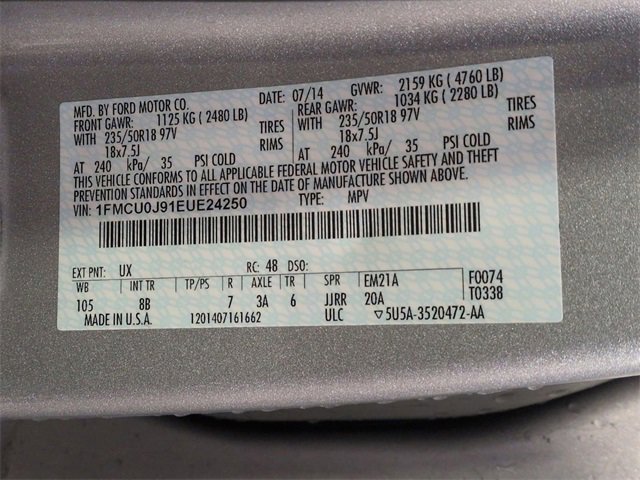 MFD. BY FORD MOTOR CO. DATE: 07/14 GVWR: 2159 KG ( 4760 LB)
FRONT GAWR: 1125 KG ( 2480 LB) REAR GAWR: 1034 KG ( 2280 LB)
WITH 235/50R18 97V TIRES WITH 235/50R18 97V TIRES
18x7.5J RIMS 18x7.5J RIMS
AT 240 kPa/ 35 PSI COLD AT 240 kPa/ 35 PSI COLD
THIS VEHICLE CONFORMS TO ALL APPLICABLE FEDERAL MOTOR VEHICLE SAFETY AND THEFT
PREVENTION STANDARDS IN EFFECT ON THE DATE OF MANUFACTURE SHOWN ABOVE.
VIN: 1FMCU0J91EUE24250 TYPE: MPV
EXT PNT: UX RC: 48 DSO:
WB INT TR TP/PS R AXLE TR SPR EM21A F0074
105 8B 7 3A 6 JJRR 20A T0338
MADE IN U.S.A. 1201407161662 ULC ▽5U5A-3520472-AA